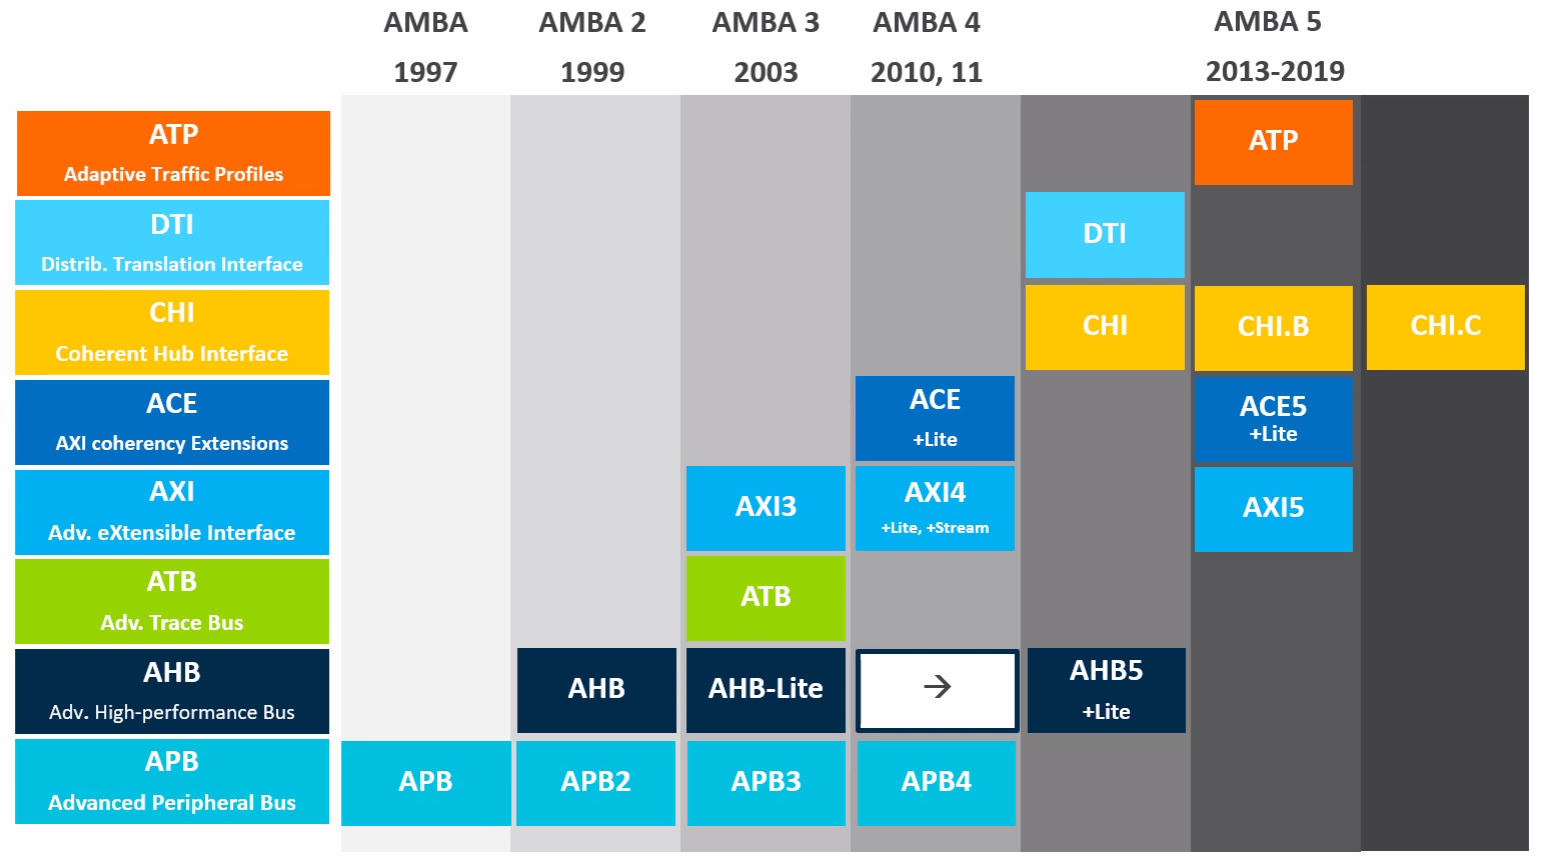 AMBA
1997
AMBA 2
1999
AMBA 3
2003
AMBA 4
2010, 11
AMBA 5
2013-2019
ATP
Adaptive Traffic Profiles
ATP
DTI
Distrib. Translation Interface
DTI
CHI
Coherent Hub Interface
CHI
CHI.B
CHI.C
ACE
AXI coherency Extensions
ACE
+Lite
ACE5
+Lite
AXI
Adv. eXtensible Interface
AXI3
AXI4
+Lite, +Stream
AXI5
ATB
Adv. Trace Bus
ATB
AHB
Adv. High-performance Bus
AHB
AHB-Lite
→
AHB5
+Lite
APB
Advanced Peripheral Bus
APB
APB2
APB3
APB4